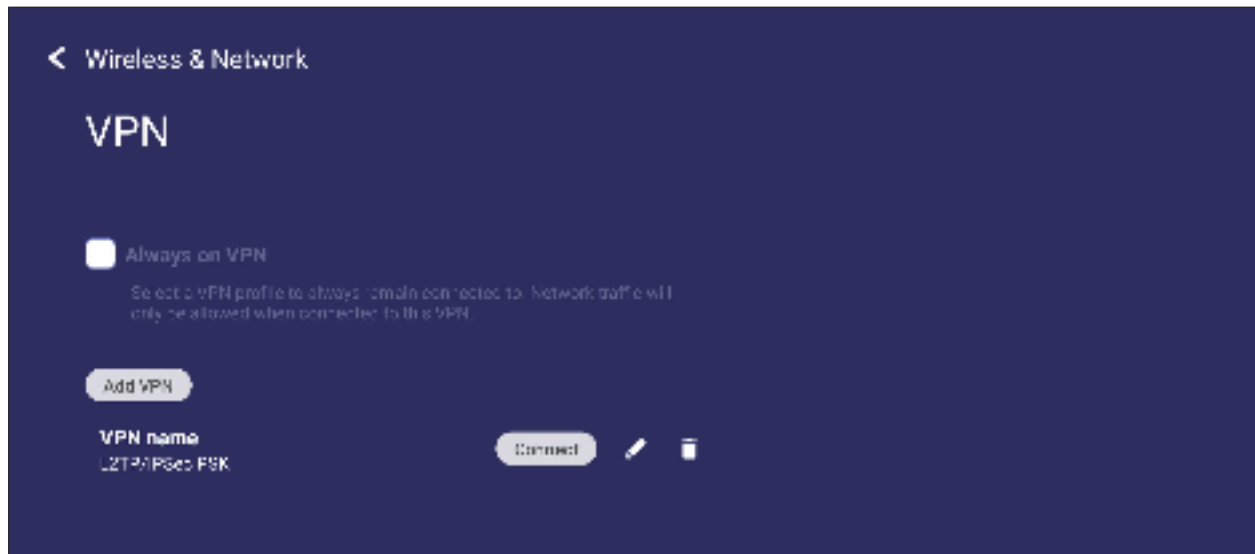 Wireless & Network
VPN
Always on VPN
Select a VPN profile to always remain connected to. Network traffic will
only be allowed when connected to this VPN.
Add VPN
VPN name
Connect
L2TP/IPSec PSK